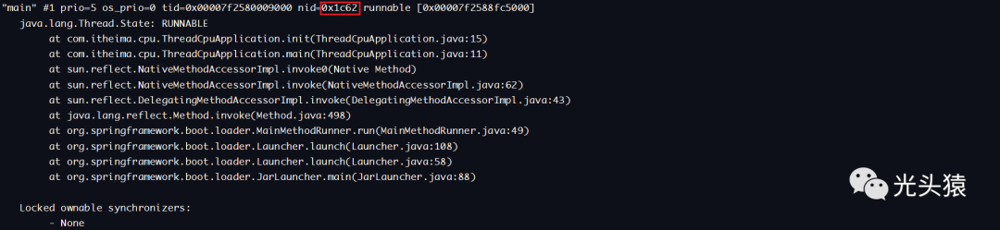 "main" #1 prio=5 os_prio=0 tid=0x00007f2580009000 nid=0x1c62 runnable [0x00007f2588fc5000]
java.lang.Thread.State: RUNNABLE
at com.itheima.cpu.ThreadCpuApplication.init(ThreadCpuApplication.java:15)
at com.itheima.cpu.ThreadCpuApplication.main(ThreadCpuApplication.java:11)
at sun.reflect.NativeMethodAccessorImpl.invoke0(Native Method)
at sun.reflect.NativeMethodAccessorImpl.invoke(NativeMethodAccessorImpl.java:62)
at sun.reflect.DelegatingMethodAccessorImpl.invoke(DelegatingMethodAccessorImpl.java:43)
at java.lang.reflect.Method.invoke(Method.java:498)
at org.springframework.boot.loader.MainMethodRunner.run(MainMethodRunner.java:49)
at org.springframework.boot.loader.Launcher.launch(Launcher.java:108)
at org.springframework.boot.loader.Launcher.launch(Launcher.java:58)
at org.springframework.boot.loader.JarLauncher.main(JarLauncher.java:88)
光头猿
Locked ownable synchronizers:
- None